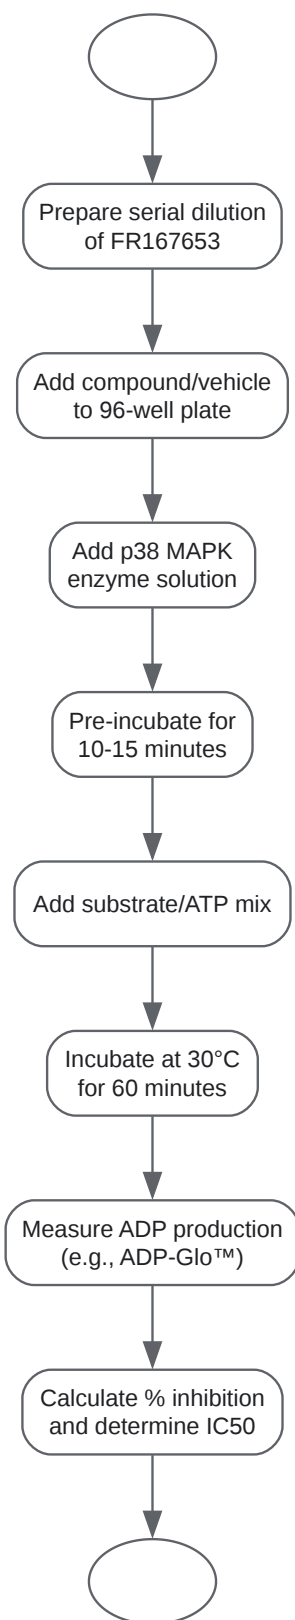 Prepare serial dilution
of FR167653
Add compound/vehicle
to 96-well plate
Add p38 MAPK
enzyme solution
Pre-incubate for
10-15 minutes
Add substrate/ATP mix
Incubate at 30°C
for 60 minutes
Measure ADP production
(e.g., ADP-Glo™)
Calculate % inhibition
and determine IC50